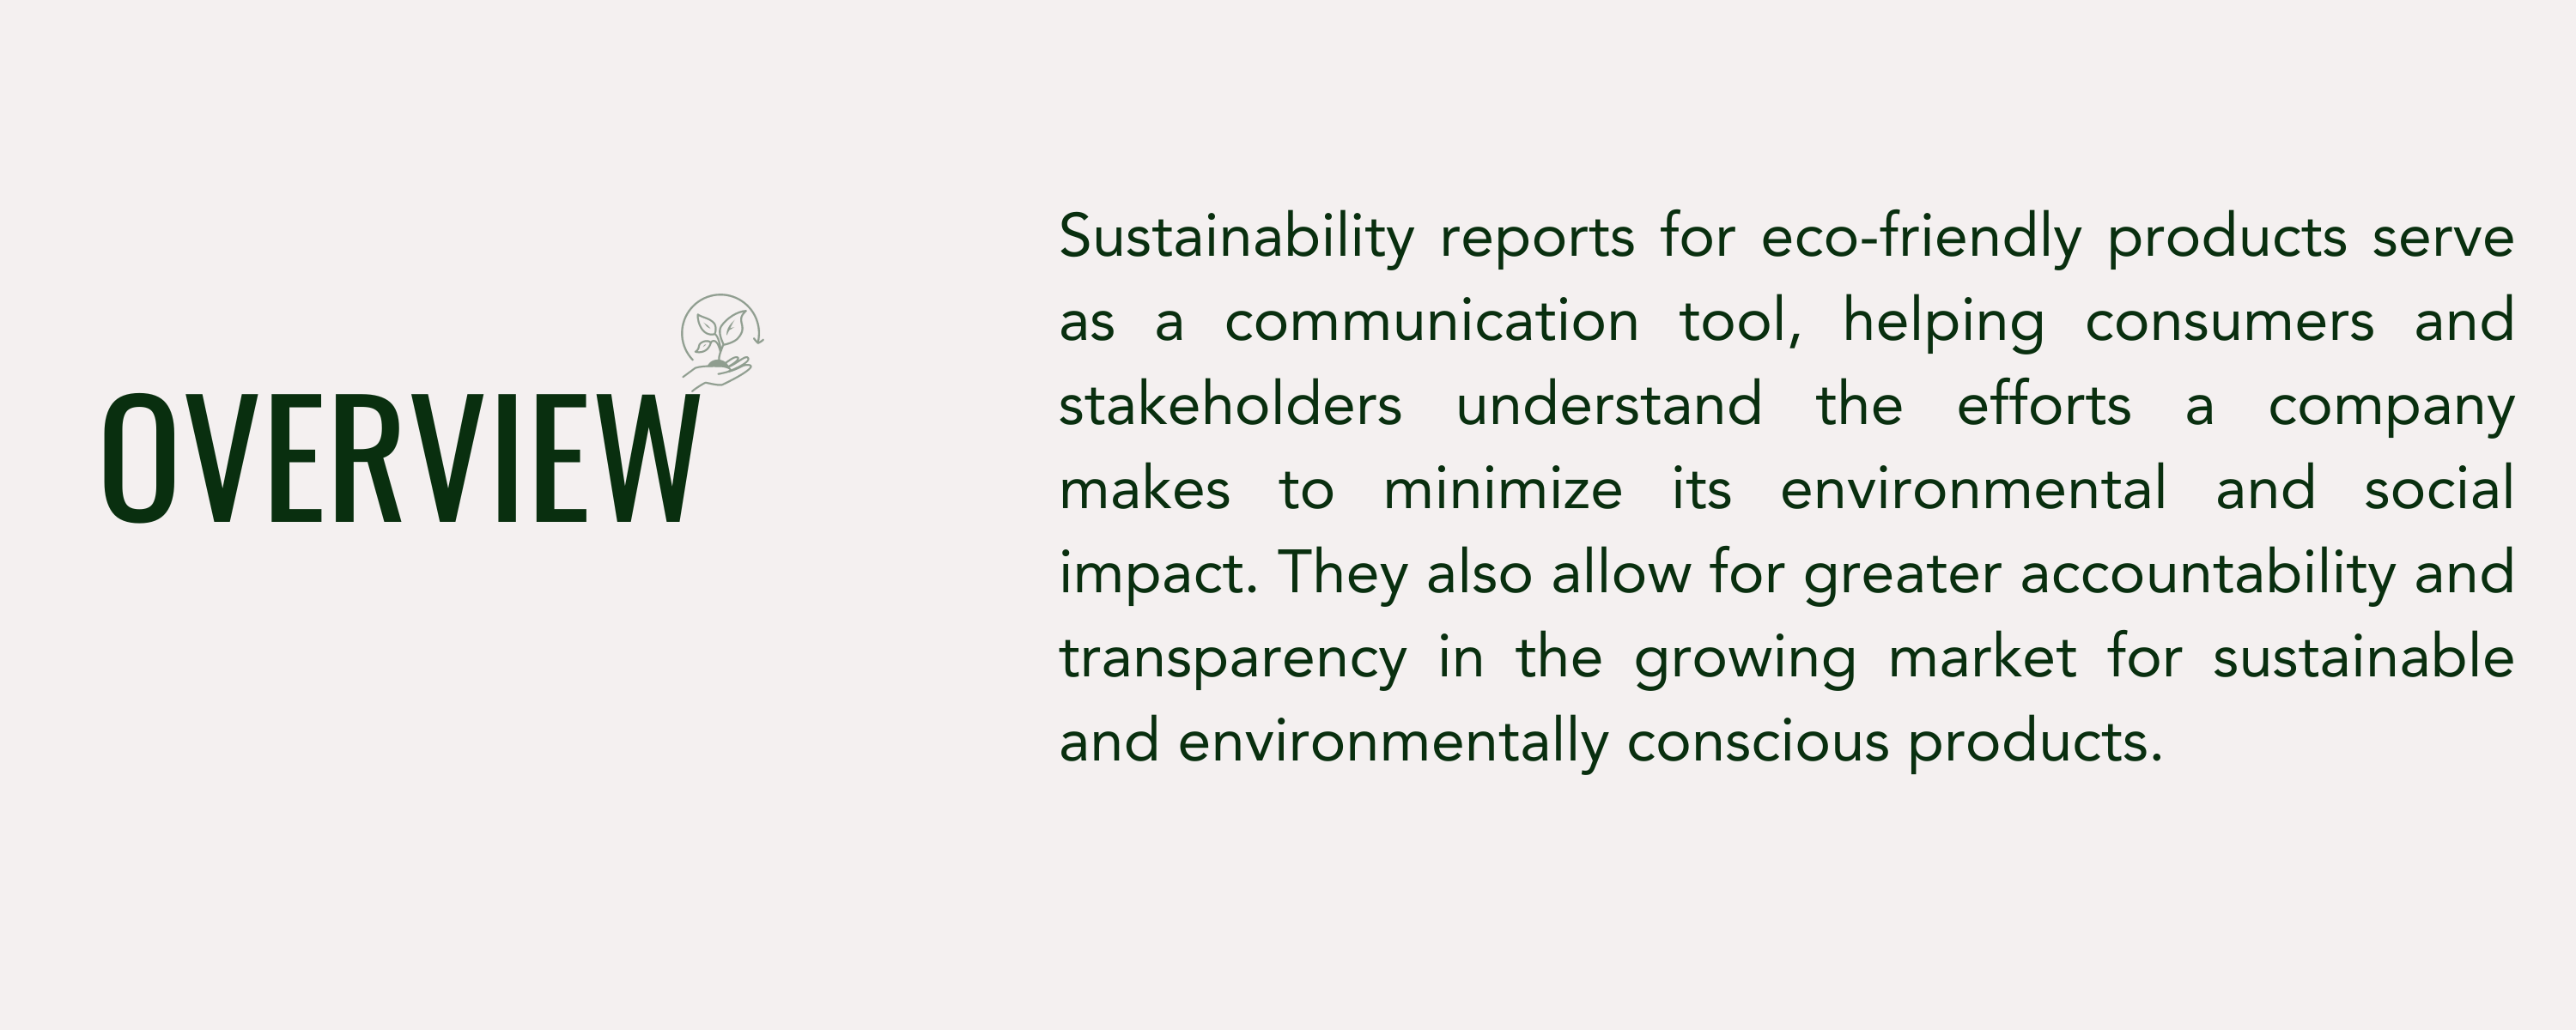 OVERVIEW
Sustainability reports for eco-friendly products serve
as a communication tool, helping consumers and
stakeholders understand the efforts a company
makes to minimize its environmental and social
impact. They also allow for greater accountability and
transparency in the growing market for sustainable
and environmentally conscious products.